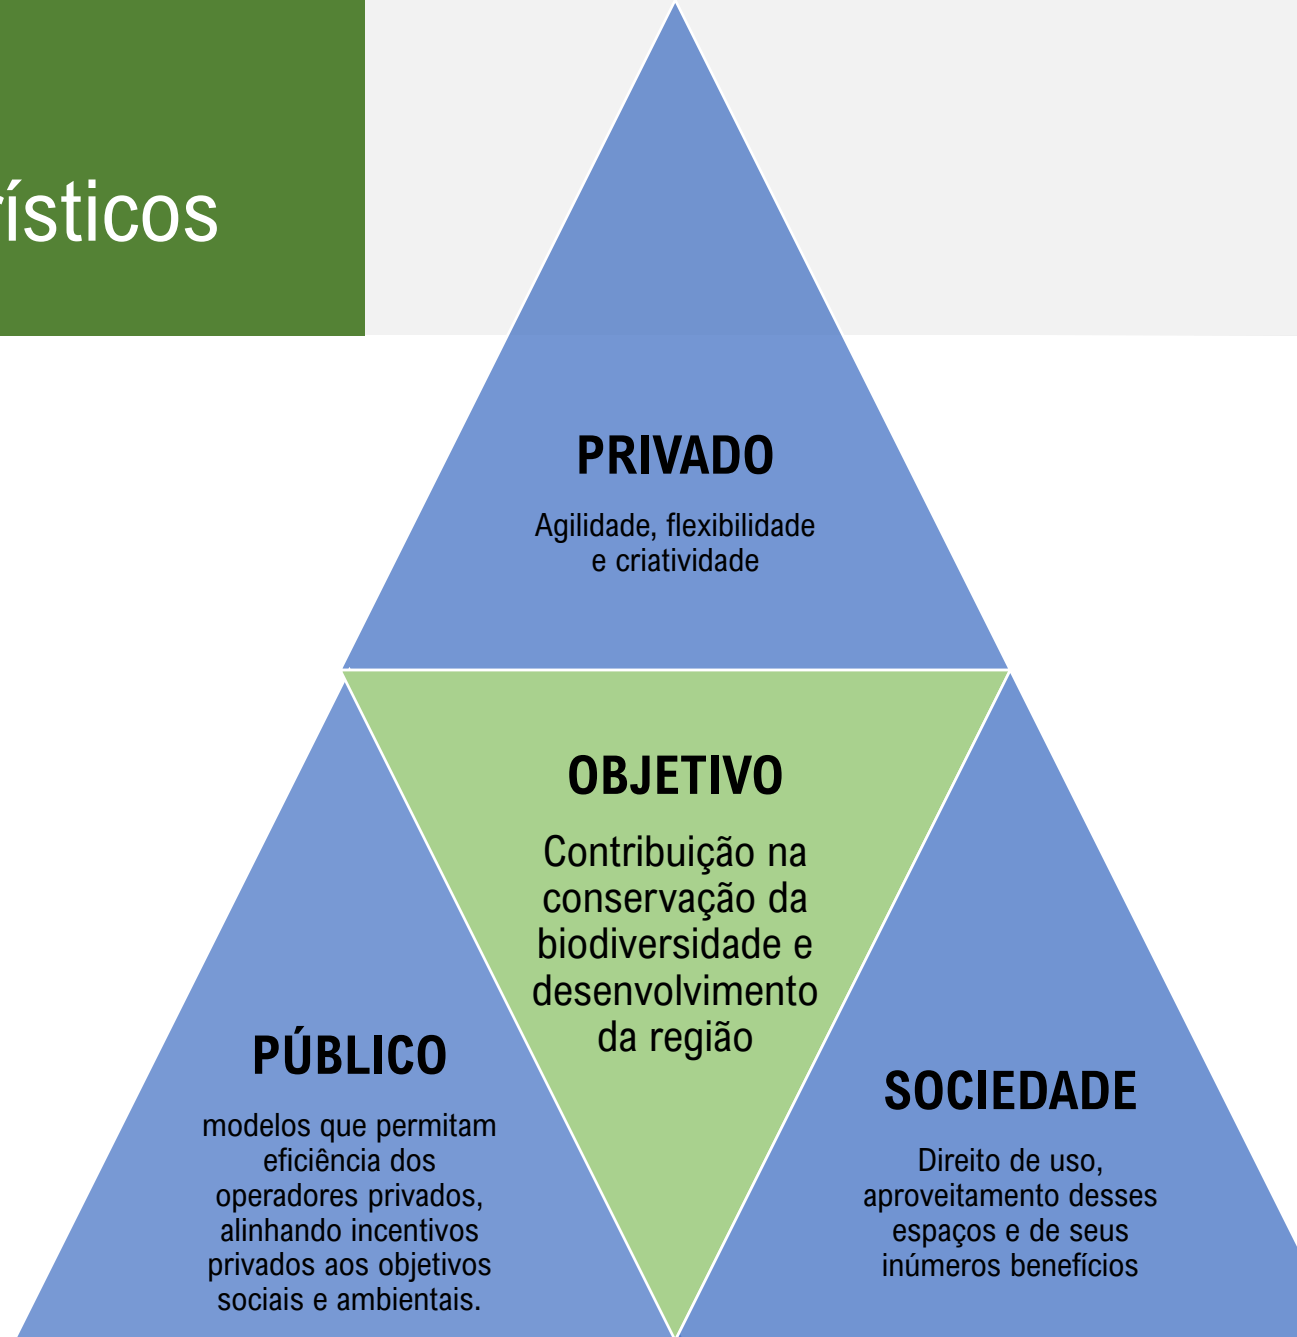 rísticos
PRIVADO
Agilidade, flexibilidade
e criatividade
OBJETIVO
Contribuição na
conservação da
biodiversidade e
desenvolvimento
da região
PÚBLICO
modelos que permitam
eficiência dos
operadores privados,
alinhando incentivos
privados aos objetivos
sociais e ambientais.
SOCIEDADE
Direito de uso,
aproveitamento desses
espaços e de seus
inúmeros benefícios